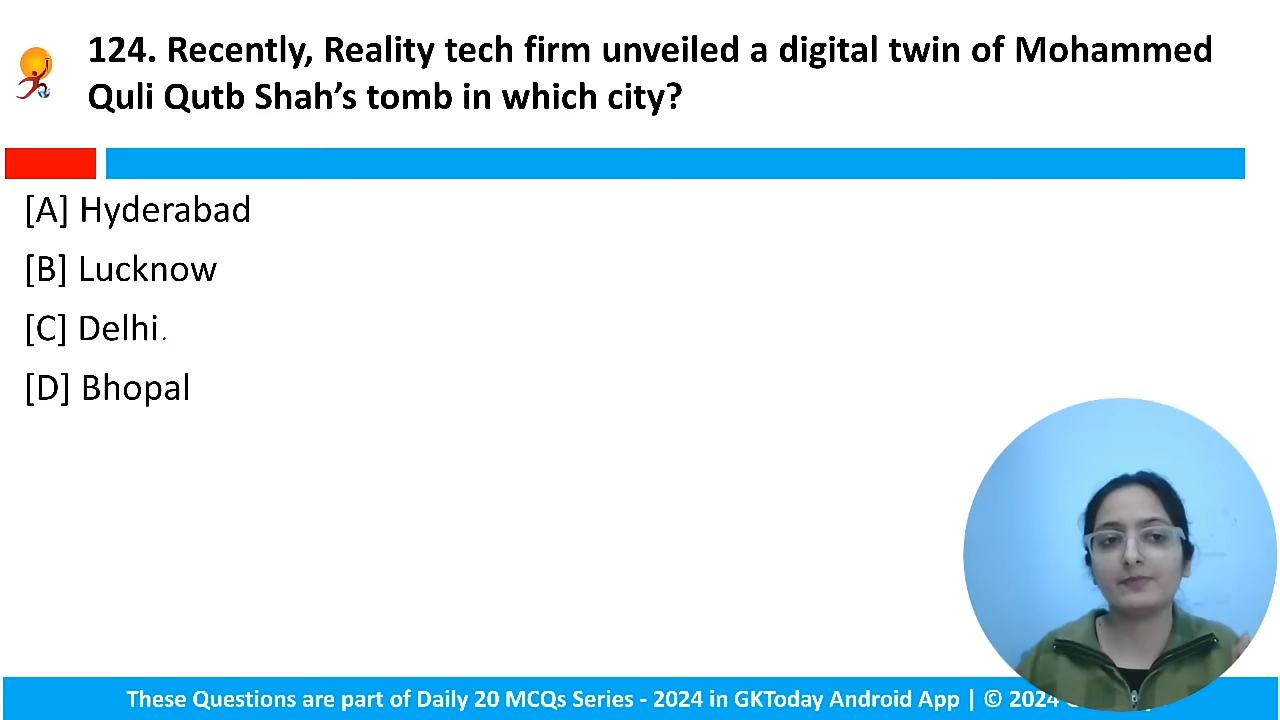 124. Recently, Reality tech firm unveiled a digital twin of Mohammed
Quli Qutb Shah’s tomb in which city?
[A] Hyderabad
[B] Lucknow
[C] Delhi.
[D] Bhopal
These Questions are part of Daily 20 MCQs Series - 2024 in GKToday Android App | © 2024